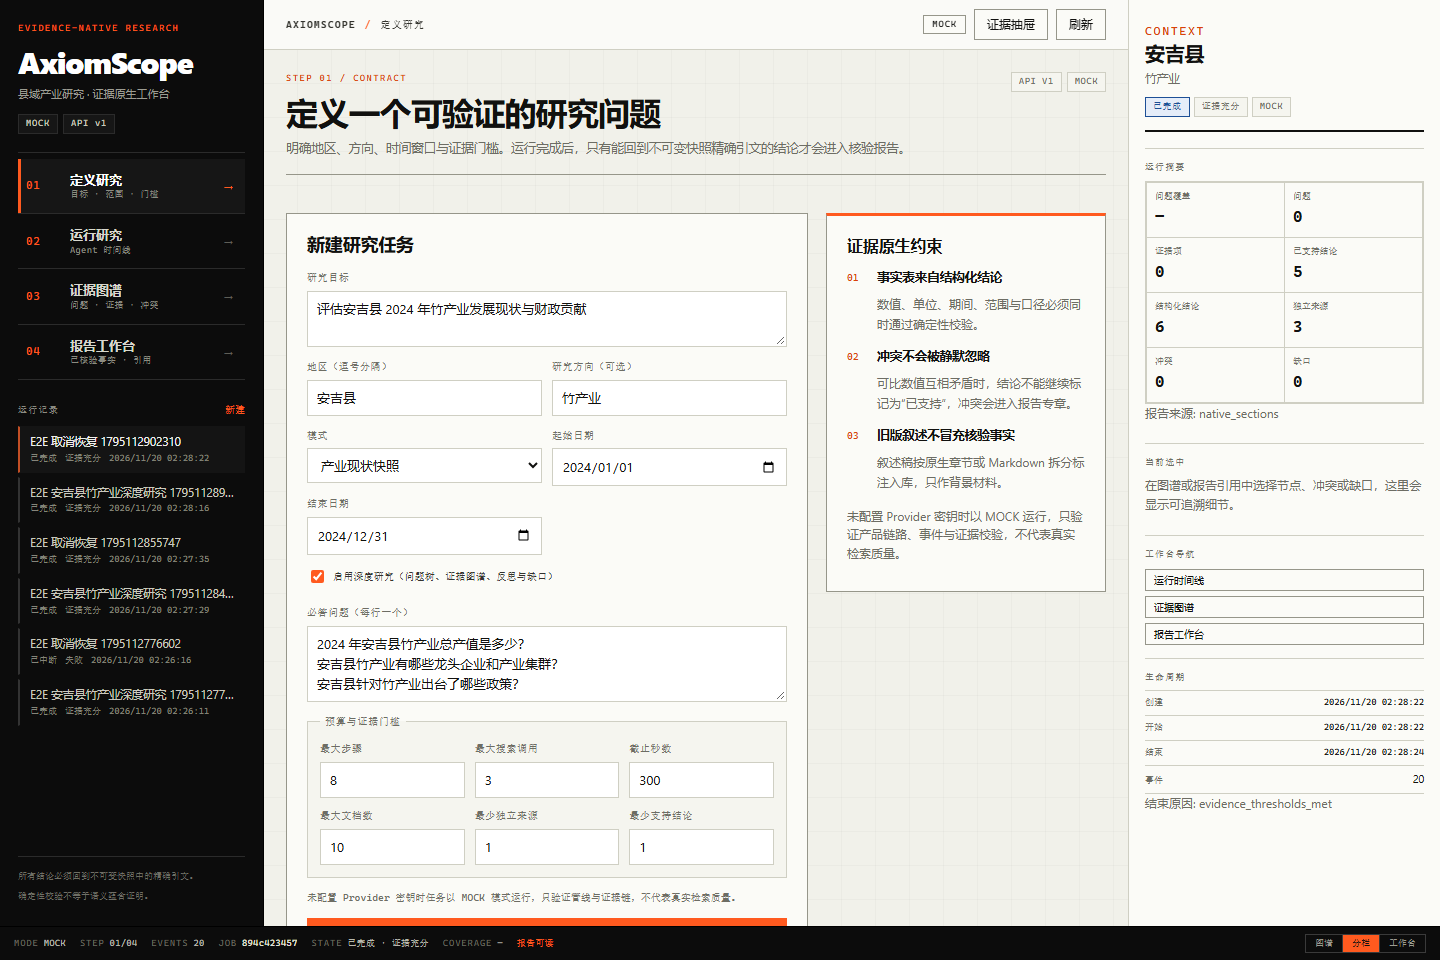 EVIDENCE-NATIVE RESEARCH
AxiomScope
县域产业研究 · 证据原生工作台
MOCK
API v1
01
定义研究
目标 · 范围 · 门槛
→
02
运行研究
Agent 时间线
→
03
证据图谱
问题 · 证据 · 冲突
→
04
报告工作台
已核验事实 · 引用
→
运行记录
新建
E2E 取消恢复 1795112902310
已完成 证据充分 2026/11/20 02:28:22
E2E 安吉县竹产业深度研究 179511289...
已完成 证据充分 2026/11/20 02:28:16
E2E 取消恢复 1795112855747
已完成 证据充分 2026/11/20 02:27:35
E2E 安吉县竹产业深度研究 179511284...
已完成 证据充分 2026/11/20 02:27:29
E2E 取消恢复 1795112776602
已中断 失败 2026/11/20 02:26:16
E2E 安吉县竹产业深度研究 179511277...
已完成 证据充分 2026/11/20 02:26:11
所有结论必须回到不可变快照中的精确引文。
确定性校验不等于语义蕴含证明。
AXIOMSCOPE / 定义研究
MOCK
证据抽屉
刷新
STEP 01 / CONTRACT
API V1
MOCK
定义一个可验证的研究问题
明确地区、方向、时间窗口与证据门槛。运行完成后，只有能回到不可变快照精确引文的结论才会进入核验报告。
新建研究任务
研究目标
评估安吉县 2024 年竹产业发展现状与财政贡献
地区（逗号分隔）
研究方向（可选）
安吉县
竹产业
模式
起始日期
产业现状快照
2024/01/01
结束日期
2024/12/31
启用深度研究（问题树、证据图谱、反思与缺口）
必答问题（每行一个）
2024 年安吉县竹产业总产值是多少？
安吉县竹产业有哪些龙头企业和产业集群？
安吉县针对竹产业出台了哪些政策？
预算与证据门槛
最大步骤
最大搜索调用
截止秒数
8
3
300
最大文档数
最少独立来源
最少支持结论
10
1
1
未配置 Provider 密钥时任务以 MOCK 模式运行，只验证管线与证据链，不代表真实检索质量。
证据原生约束
01
事实表来自结构化结论
数值、单位、期间、范围与口径必须同
时通过确定性校验。
02
冲突不会被静默忽略
可比数值互相矛盾时，结论不能继续标
记为“已支持”，冲突会进入报告专章。
03
旧版叙述不冒充核验事实
叙述稿按原生章节或 Markdown 拆分标
注入库，只作背景材料。
未配置 Provider 密钥时以 MOCK 运行，只验
证产品链路、事件与证据校验，不代表真实
检索质量。
CONTEXT
安吉县
竹产业
已完成
证据充分
MOCK
运行摘要
问题覆盖
问题
—
0
证据项
已支持结论
0
5
结构化结论
独立来源
6
3
冲突
缺口
0
0
报告来源: native_sections
当前选中
在图谱或报告引用中选择节点、冲突或缺口，这里会
显示可追溯细节。
工作台导航
运行时间线
证据图谱
报告工作台
生命周期
创建 2026/11/20 02:28:22
开始 2026/11/20 02:28:22
结束 2026/11/20 02:28:24
事件 20
结束原因: evidence_thresholds_met
MODE MOCK STEP 01/04 EVENTS 20 JOB 894c423457 STATE 已完成 · 证据充分 COVERAGE — 报告可读
图谱
分栏
工作台